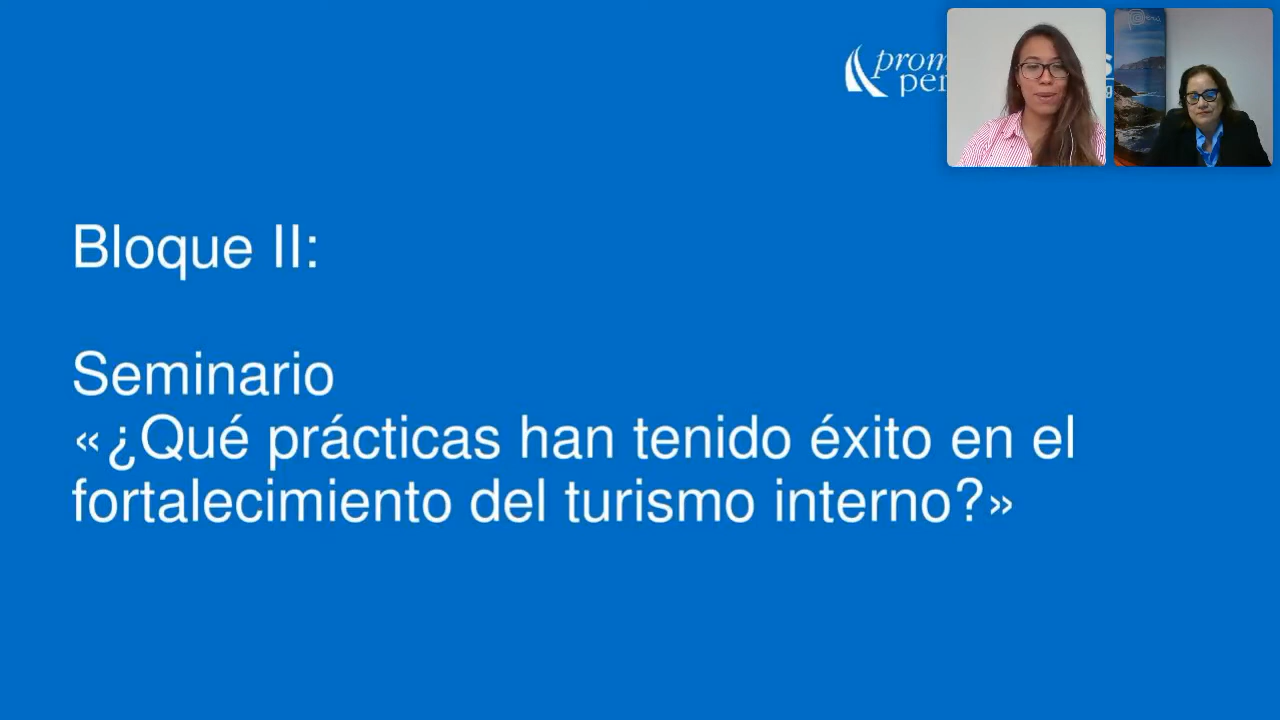 Bloque II:
Seminario
«¿Qué prácticas han tenido éxito en el
fortalecimiento del turismo interno?»